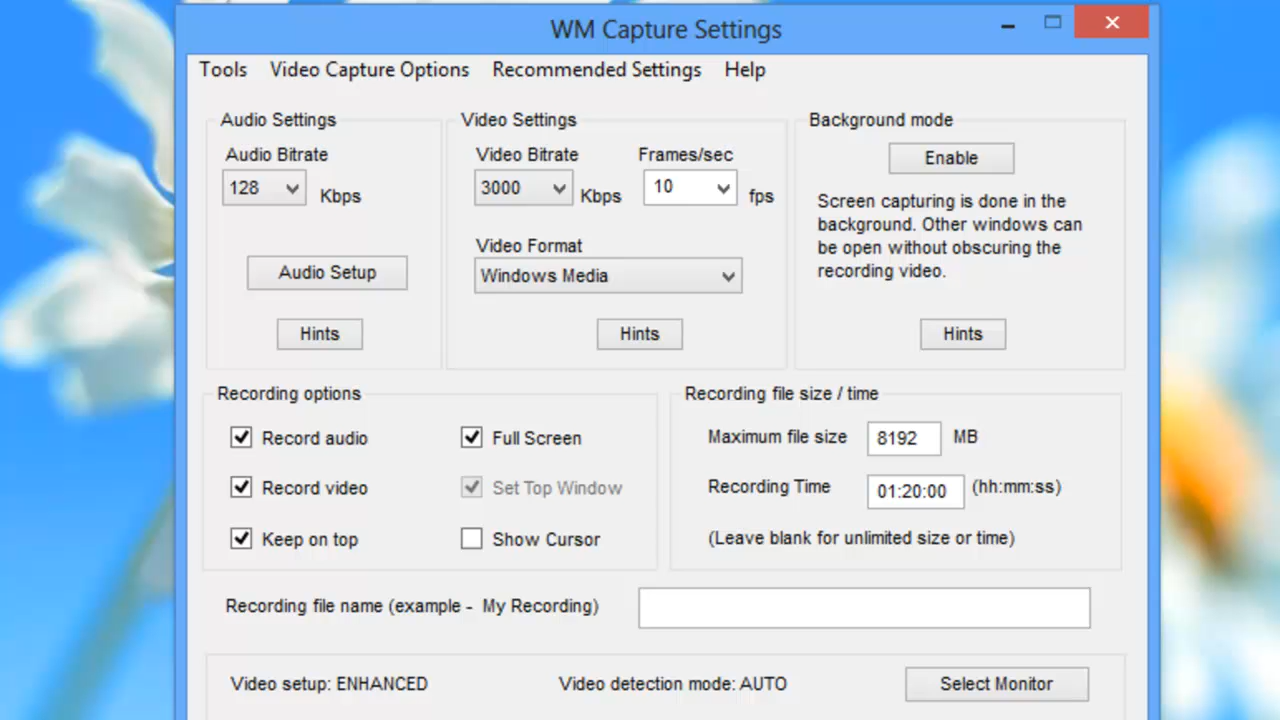 WM Capture Settings
Tools Video Capture Options Recommended Settings Help
Audio Settings
Audio Bitrate
128 Kbps
Audio Setup
Hints
Video Settings
Video Bitrate Frames/sec
3000 Kbps 10 fps
Video Format
Windows Media
Hints
Background mode
Enable
Screen capturing is done in the
background. Other windows can
be open without obscuring the
recording video.
Hints
Recording options
Record audio Full Screen
Record video Set Top Window
Keep on top Show Cursor
Recording file size / time
Maximum file size 8192 MB
Recording Time 01:20:00 (hh:mm:ss)
(Leave blank for unlimited size or time)
Recording file name (example - My Recording)
Video setup: ENHANCED Video detection mode: AUTO Select Monitor